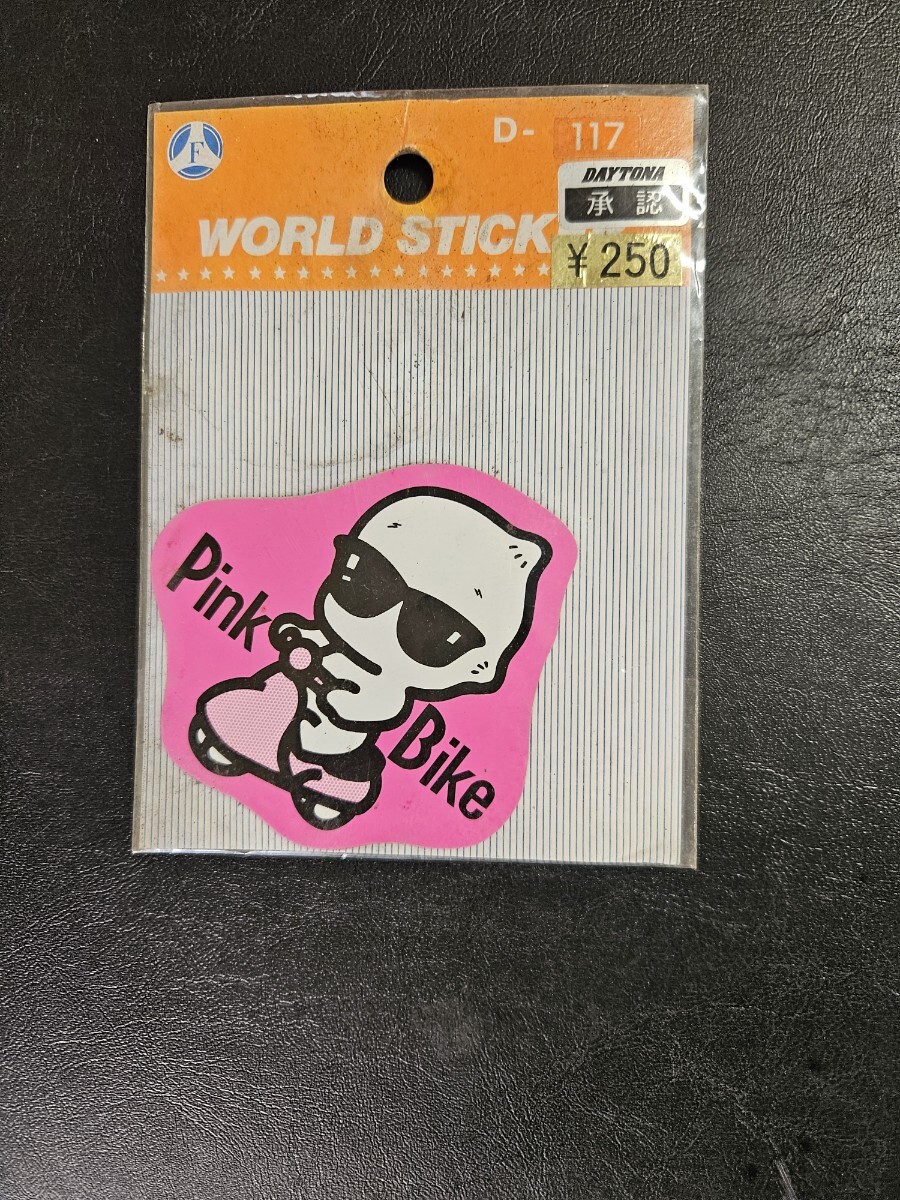 F
D- 117
DAYTONA
承認
WORLD STICK
¥250
Pink
Bike